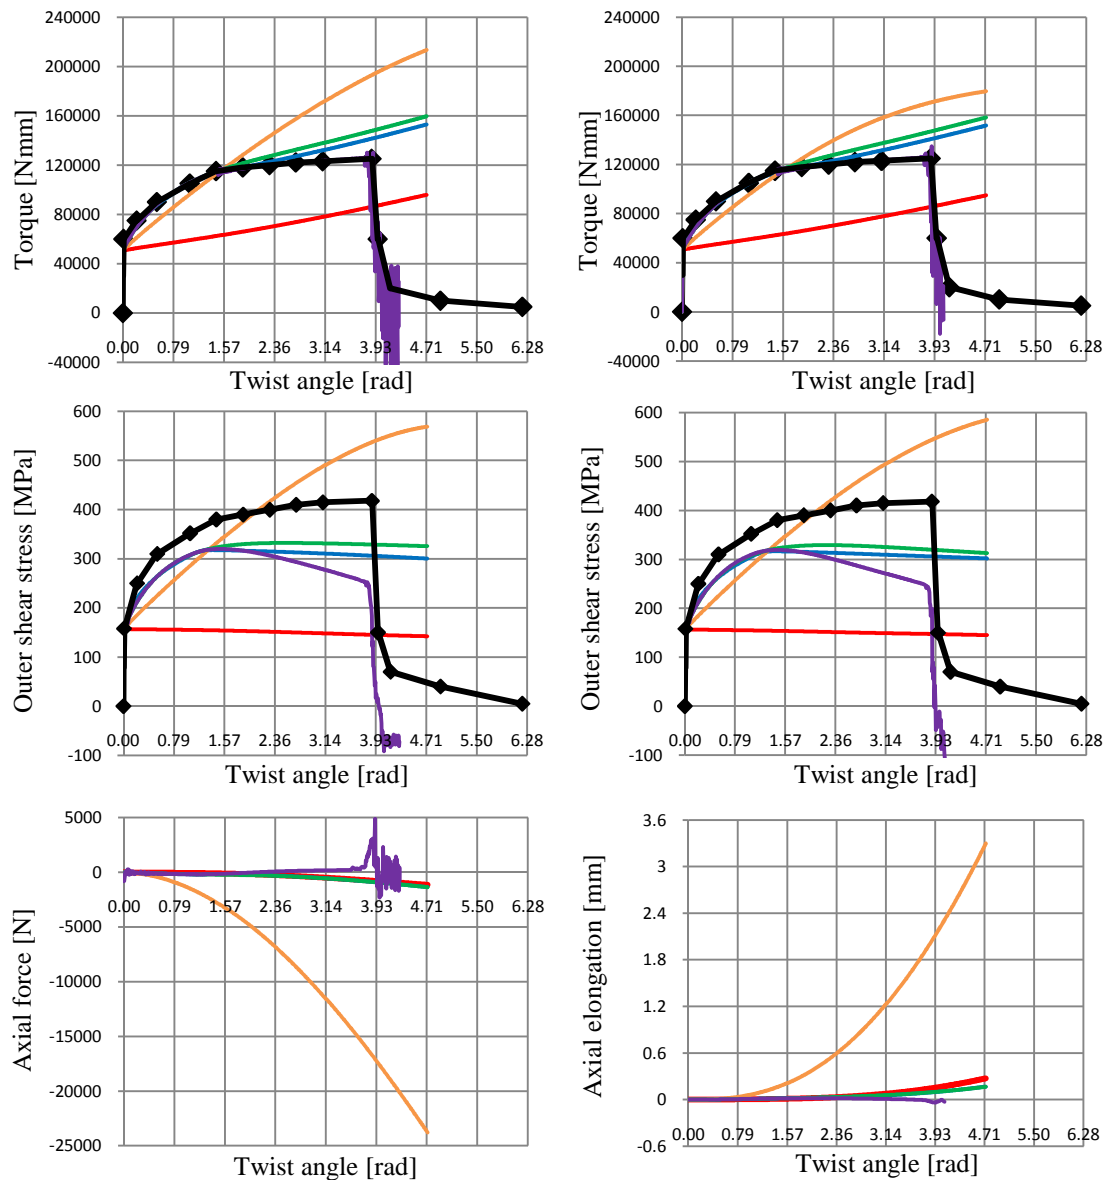 240000
200000
160000
120000
80000
40000
0
-40000
Torque [Nmm]
0.00 0.79 1.57 2.36 3.14 3.93 4.71 5.50 6.28
Twist angle [rad]
240000
200000
160000
120000
80000
40000
0
-40000
Torque [Nmm]
0.00 0.79 1.57 2.36 3.14 3.93 4.71 5.50 6.28
Twist angle [rad]
600
500
400
300
200
100
0
-100
Outer shear stress [MPa]
0.00 0.79 1.57 2.36 3.14 3.93 4.71 5.50 6.28
Twist angle [rad]
600
500
400
300
200
100
0
-100
Outer shear stress [MPa]
0.00 0.79 1.57 2.36 3.14 3.93 4.71 5.50 6.28
Twist angle [rad]
5000
0
-5000
-10000
-15000
-20000
-25000
Axial force [N]
0.00 0.79 1.57 2.36 3.14 3.93 4.71 5.50 6.28
Twist angle [rad]
3.6
3
2.4
1.8
1.2
0.6
0
-0.6
Axial elongation [mm]
0.00 0.79 1.57 2.36 3.14 3.93 4.71 5.50 6.28
Twist angle [rad]